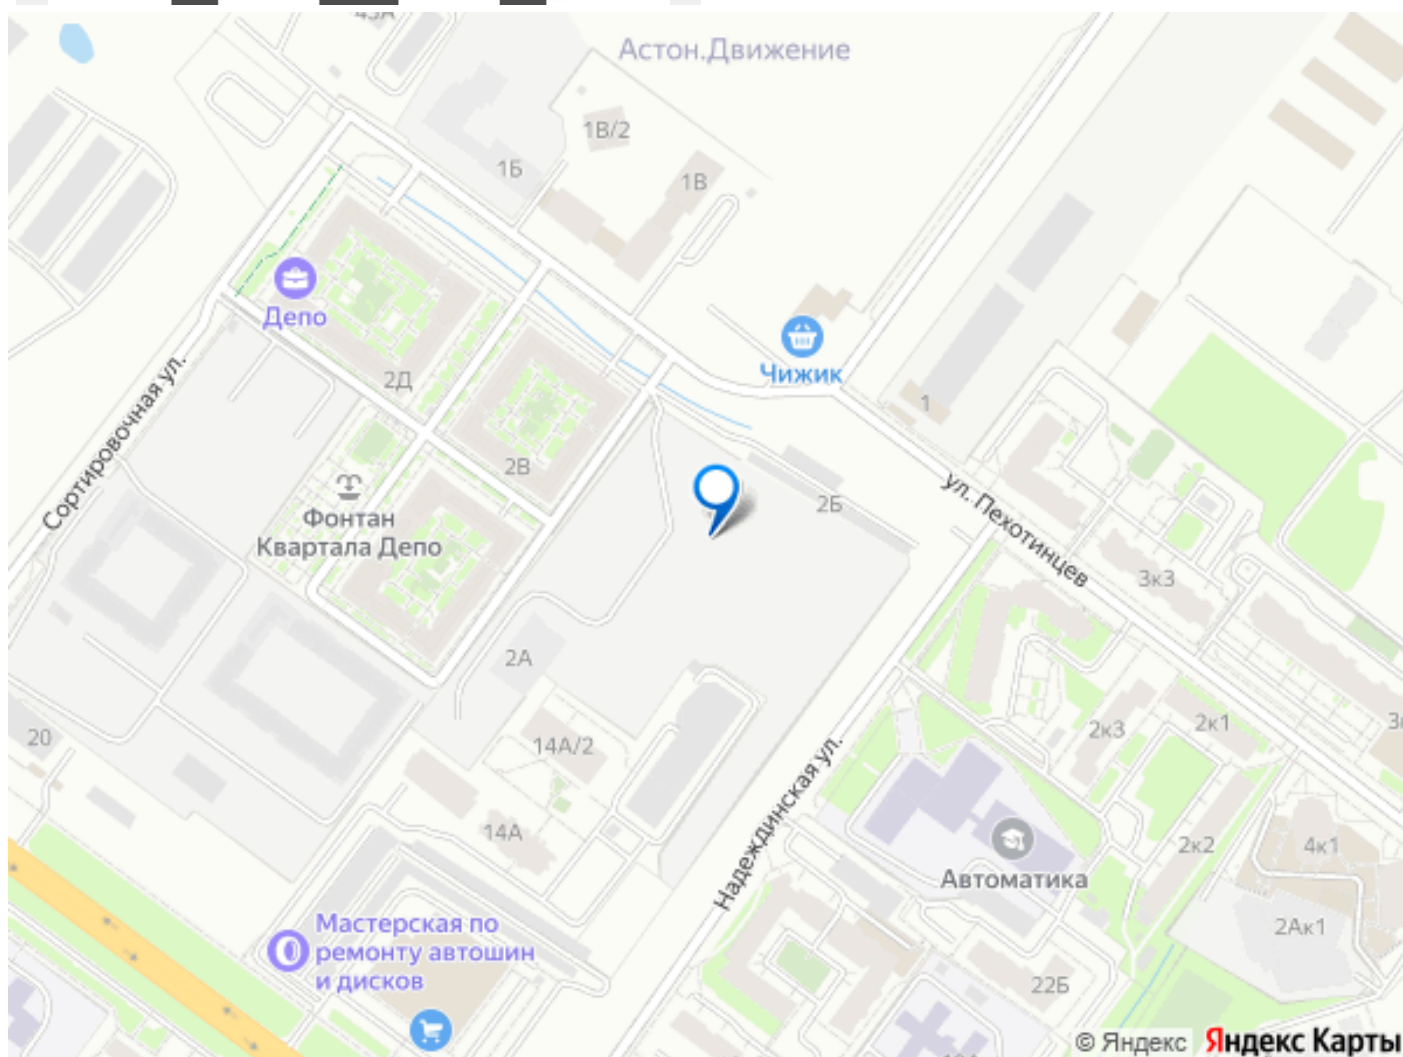 43А
Астон.Движение
1В/2
1Б
1В
Депо
Чижик
2Д
1
Сортировочная ул.
2В
Фонтан
Квартала Депо
2Б
ул. Пехотинцев
3к3
2А
20
14А/2
2к3
2к1
14А
Надеждинская ул.
Автоматика
2к2
4к1
Мастерская по
ремонту автошин
и дисков
2Ак1
22Б
© Яндекс Яндекс Карты